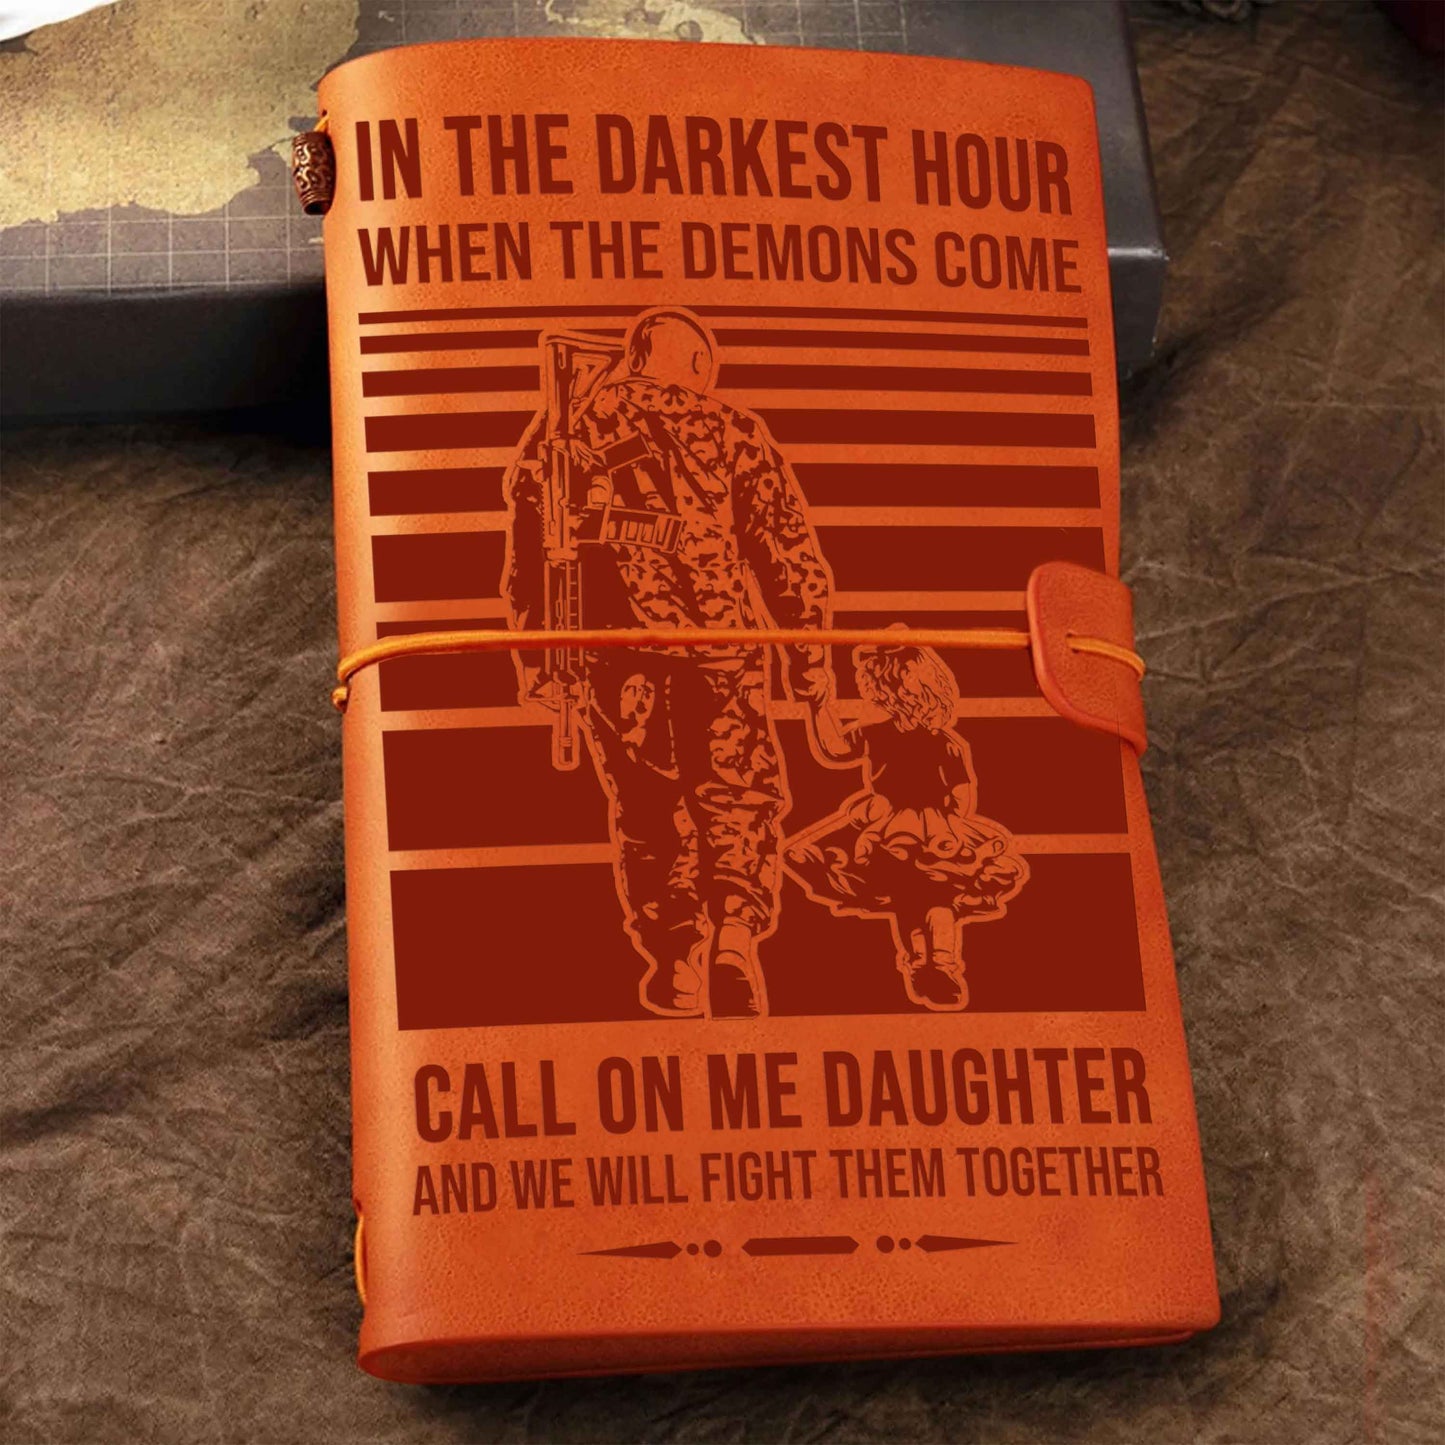 IN THE DARKEST HOUR
WHEN THE DEMONS COME
CALL ON ME DAUGHTER
AND WE WILL FIGHT THEM TOGETHER